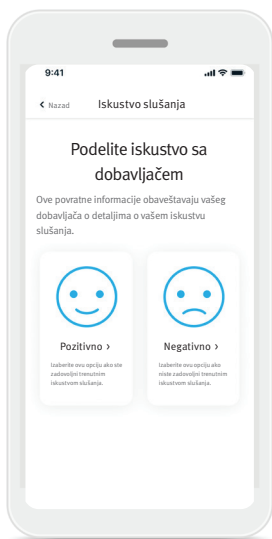 9:41
Nazad Iskustvo slušanja
Podelite iskustvo sa
dobavljačem
Ove povratne informacije obaveštavaju vašeg
dobavljača o detaljima o vašem iskustvu
slušanja.
Pozitivno ›
Izaberite ovu opciju ako ste
zadovoljni trenutnim
iskustvom slušanja.
Negativno ›
Izaberite ovu opciju ako
niste zadovoljni trenutnim
iskustvom slušanja.